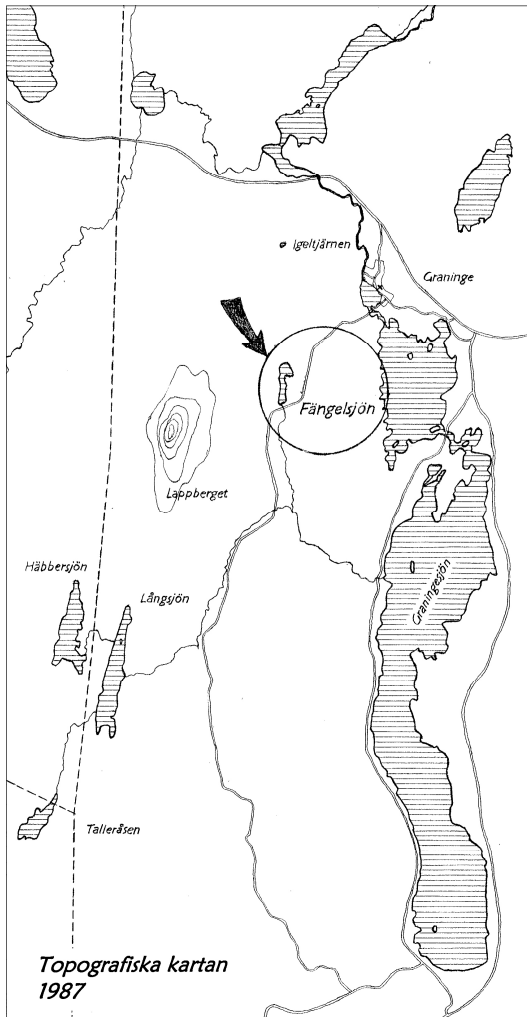 Igeltjärnen
Graninge
Fängelsjön
Lappberget
Häbbersjön
Långsjön
Graningesjön
Talleråsen
Topografiska kartan
1987